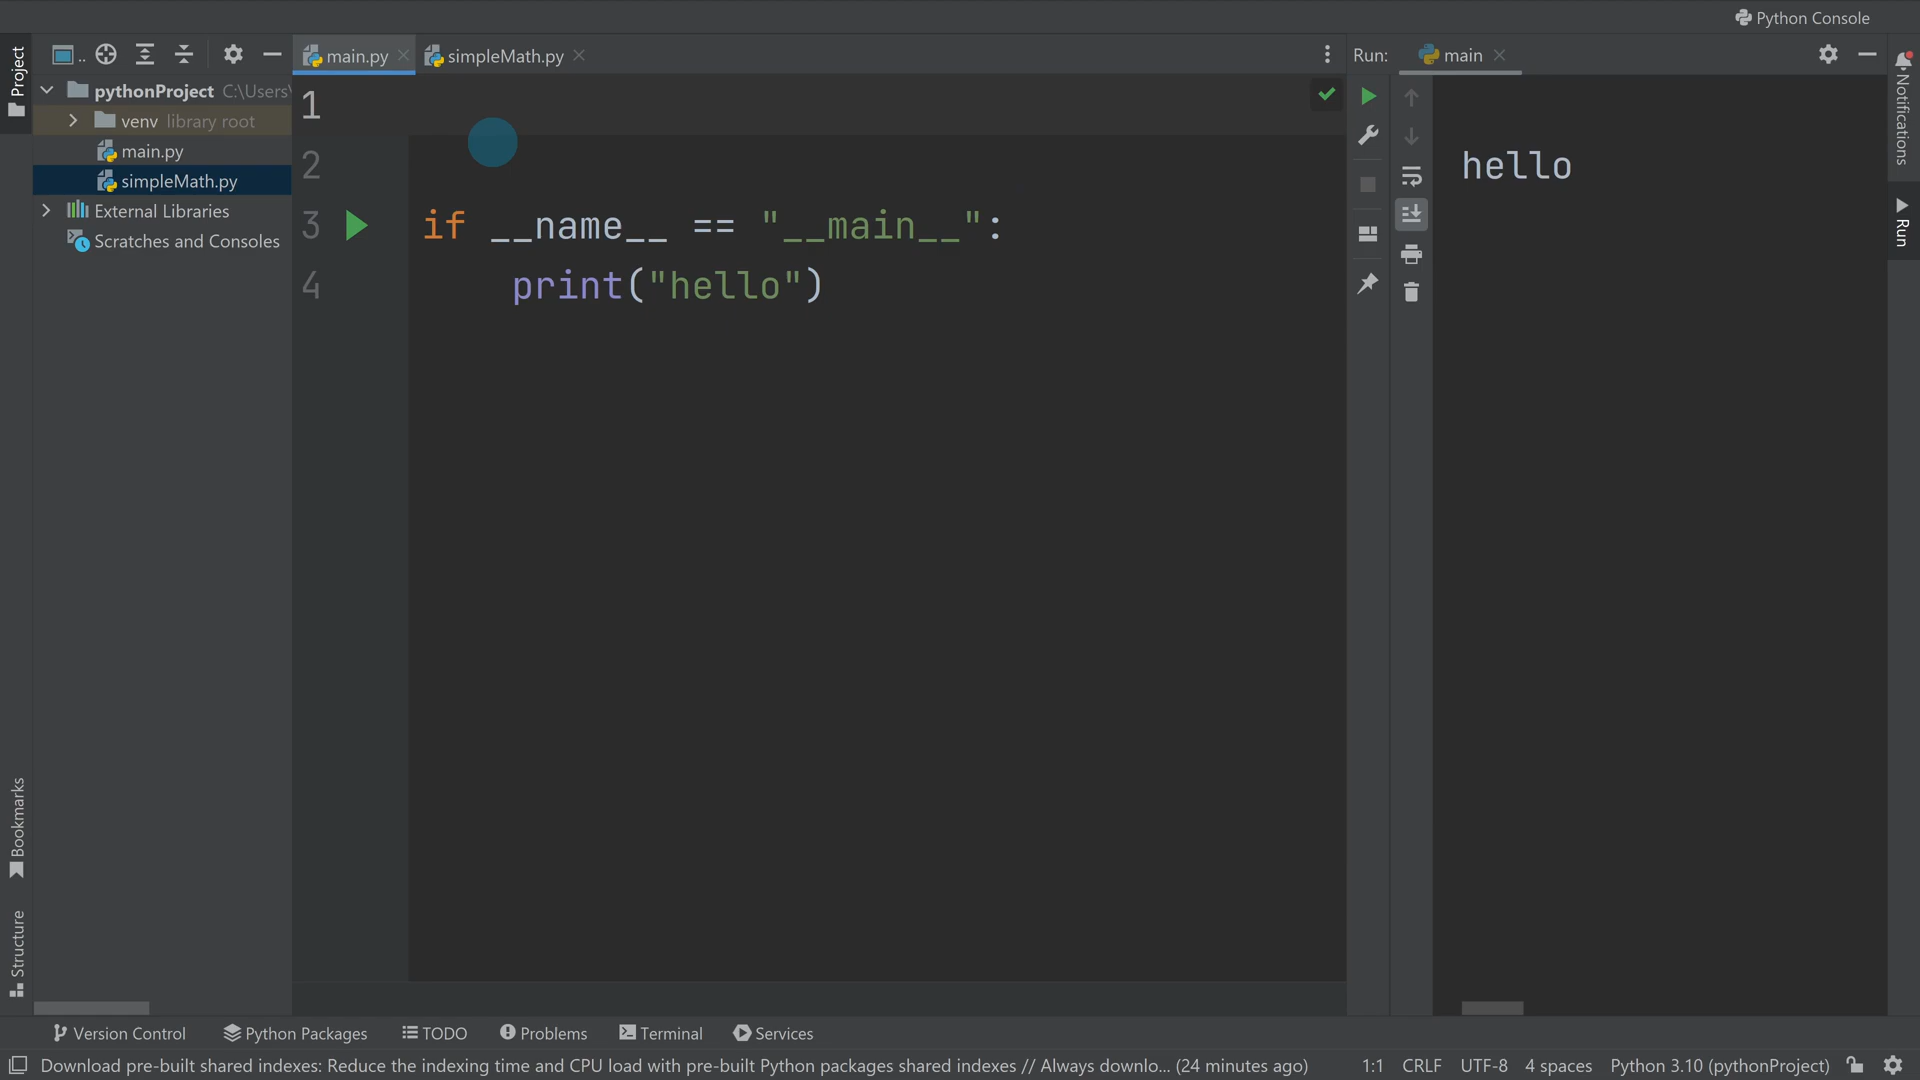 Python Console
Project
main.py
simpleMath.py
Run:
main
pythonProject C:\Users\
venv library root
main.py
simpleMath.py
External Libraries
Scratches and Consoles
1
2
3 if __name__ == "__main__":
4 print("hello")
hello
Notifications
Run
Bookmarks
Structure
Version Control
Python Packages
TODO
Problems
Terminal
Services
Download pre-built shared indexes: Reduce the indexing time and CPU load with pre-built Python packages shared indexes // Always downlo... (24 minutes ago)
1:1 CRLF UTF-8 4 spaces Python 3.10 (pythonProject)